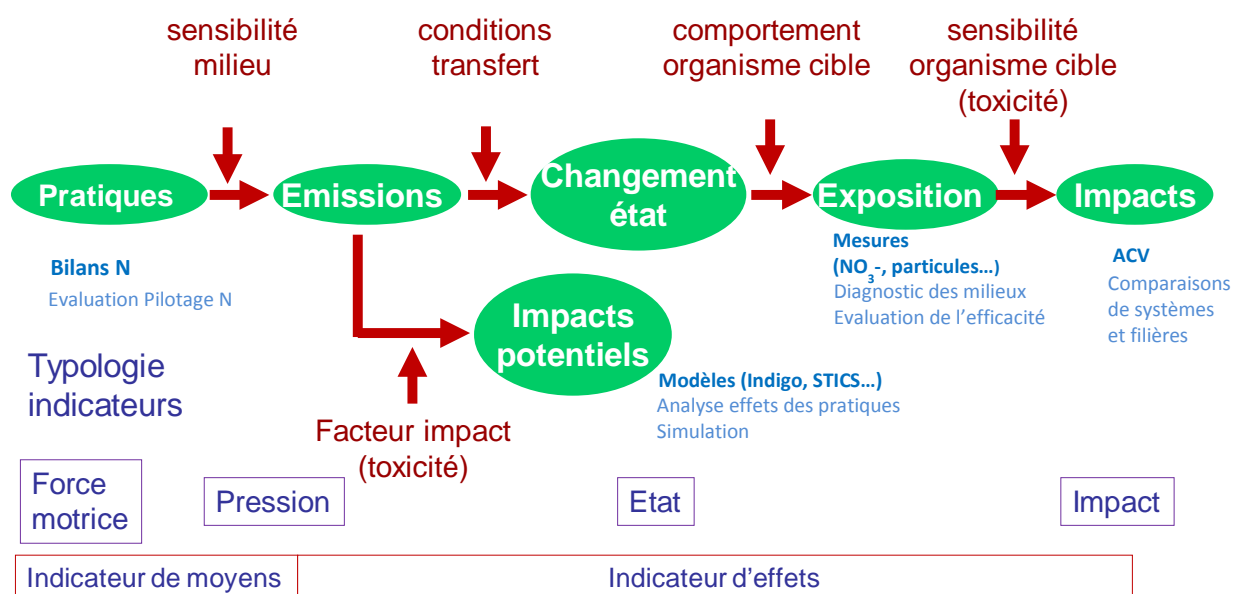 sensibilité
milieu
conditions
transfert
comportement
organisme cible
sensibilité
organisme cible
(toxicité)
Pratiques
Emissions
Changement
état
Exposition
Impacts
Bilans N
Evaluation Pilotage N
Mesures
(NO3-, particules…)
Diagnostic des milieux
Evaluation de l’efficacité
ACV
Comparaisons
de systèmes
et filières
Impacts
potentiels
Typologie
indicateurs
Modèles (Indigo, STICS…)
Analyse effets des pratiques
Simulation
Facteur impact
(toxicité)
Force
motrice
Pression
Etat
Impact
Indicateur de moyens
Indicateur d’effets